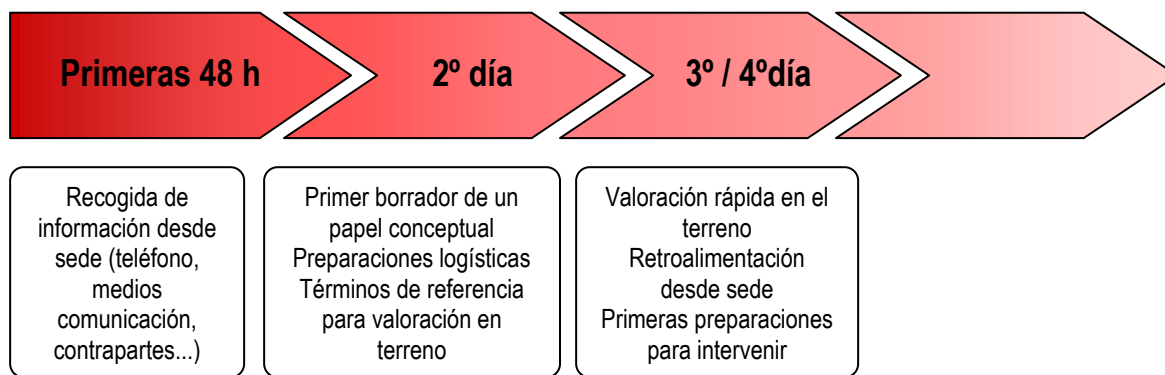 Primeras 48 h
2º día
3º / 4ºdía
Recogida de
información desde
sede (teléfono,
medios
comunicación,
contrapartes...)
Primer borrador de un
papel conceptual
Preparaciones logísticas
Términos de referencia
para valoración en
terreno
Valoración rápida en el
terreno
Retroalimentación
desde sede
Primeras preparaciones
para intervenir